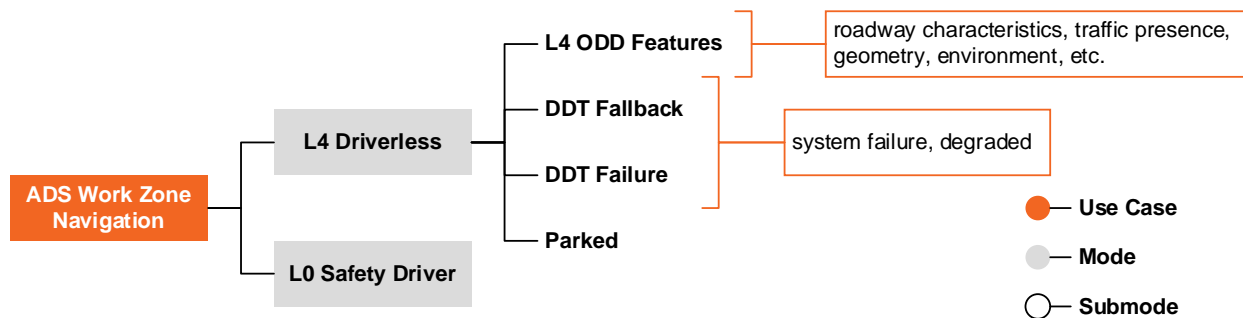 L4 ODD Features
roadway characteristics, traffic presence,
geometry, environment, etc.
DDT Fallback
L4 Driverless
system failure, degraded
DDT Failure
ADS Work Zone
Navigation
Use Case
Parked
Mode
L0 Safety Driver
Submode